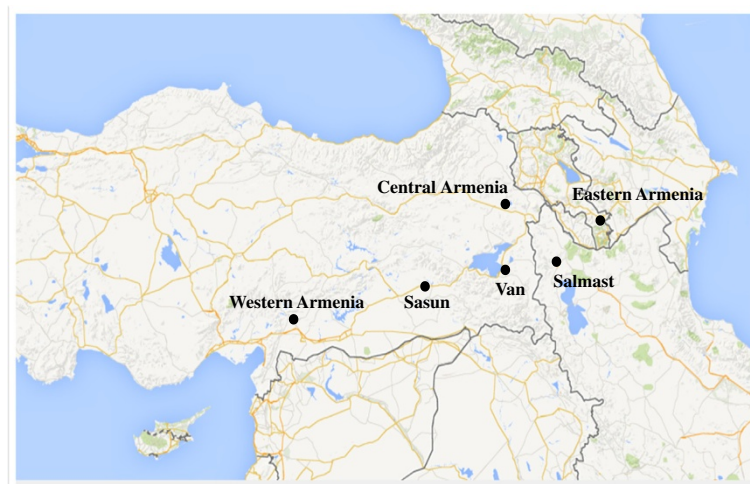 Central Armenia
Eastern Armenia
Salmast
Van
Sasun
Western Armenia